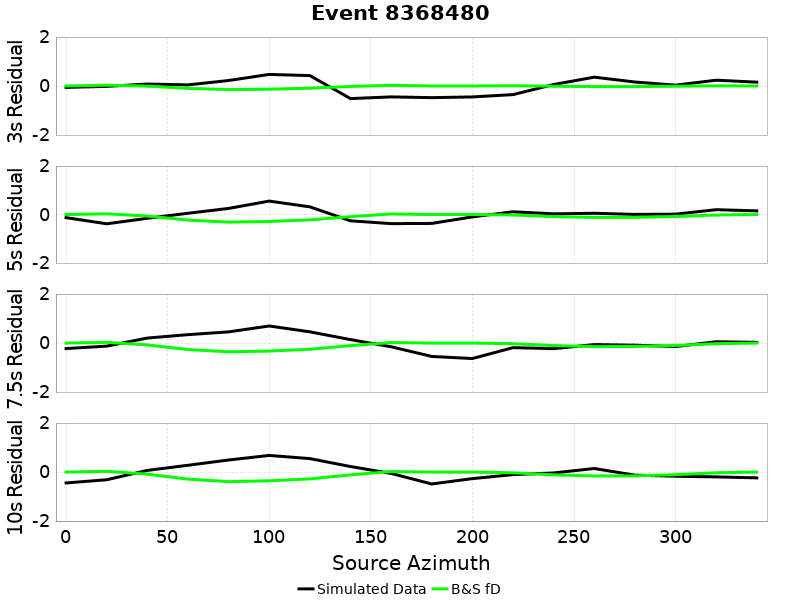 Event 8368480
3s Residual
2
0
-2
5s Residual
2
0
-2
7.5s Residual
2
0
-2
10s Residual
2
0
-2
0 50 100 150 200 250 300
Source Azimuth
Simulated Data B&S fD